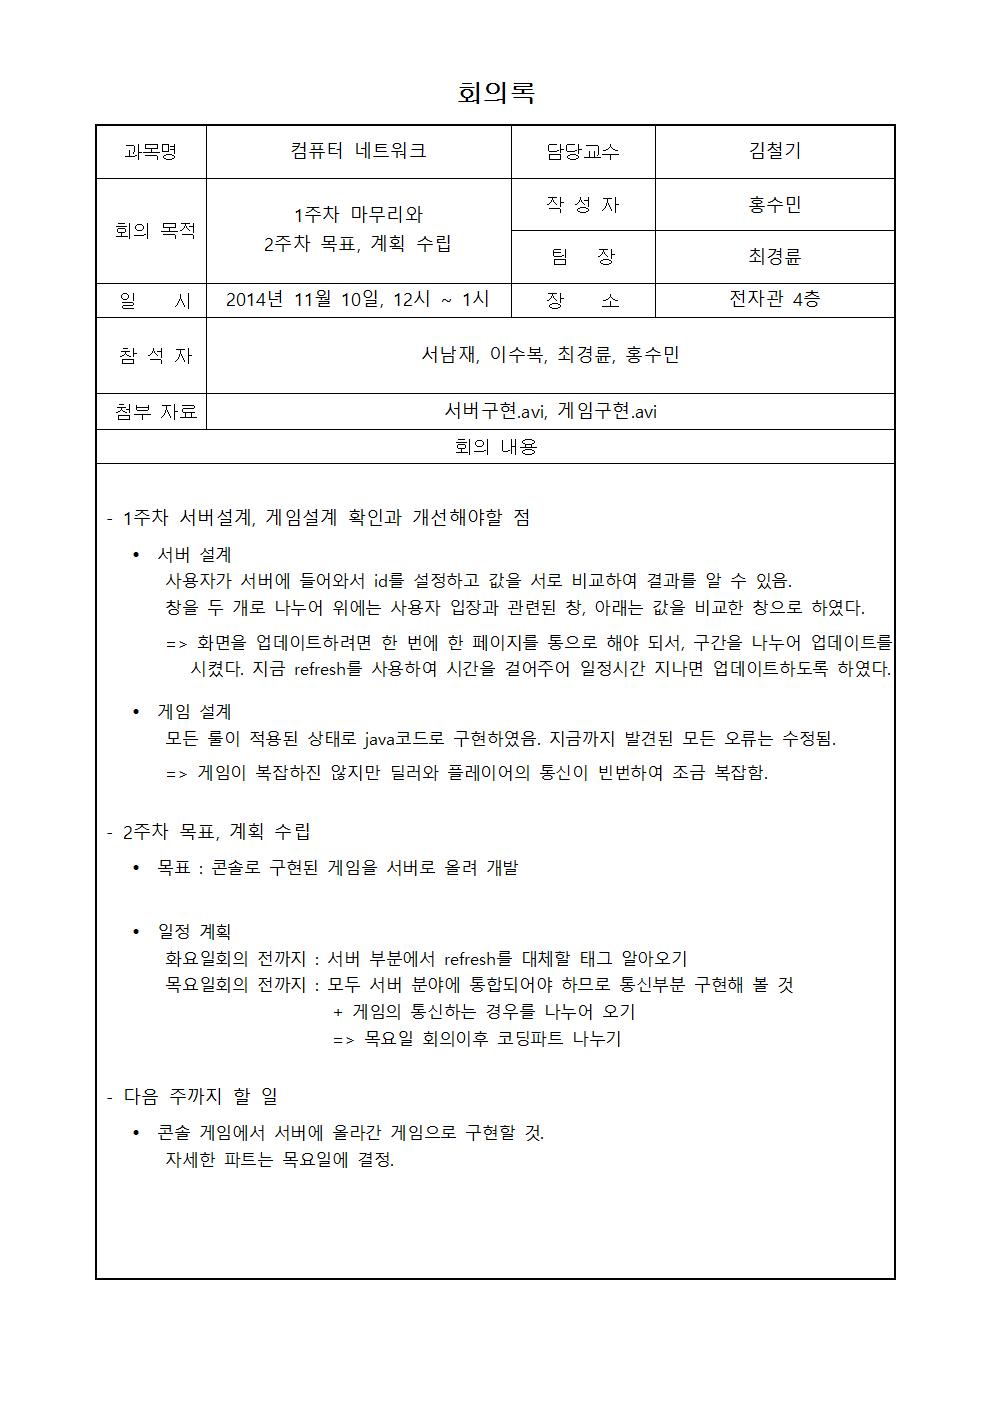 회의록
과목명 컴퓨터 네트워크 담당교수 김철기
회의 목적 1주차 마무리와 2주차 목표, 계획 수립 작 성 자 홍수민
팀 장 최경륜
일 시 2014년 11월 10일, 12시 ~ 1시 장 소 전자관 4층
참 석 자 서남재, 이수복, 최경륜, 홍수민
첨부 자료 서버구현.avi, 게임구현.avi
회의 내용
- 1주차 서버설계, 게임설계 확인과 개선해야할 점
• 서버 설계
사용자가 서버에 들어와서 id를 설정하고 값을 서로 비교하여 결과를 알 수 있음.
창을 두 개로 나누어 위에는 사용자 입장과 관련된 창, 아래는 값을 비교한 창으로 하였다.
=> 화면을 업데이트하려면 한 번에 한 페이지를 통으로 해야 되서, 구간을 나누어 업데이트를
시켰다. 지금 refresh를 사용하여 시간을 걸어주어 일정시간 지나면 업데이트하도록 하였다.
• 게임 설계
모든 룰이 적용된 상태로 java코드로 구현하였음. 지금까지 발견된 모든 오류는 수정됨.
=> 게임이 복잡하진 않지만 딜러와 플레이어의 통신이 빈번하여 조금 복잡함.
- 2주차 목표, 계획 수립
• 목표 : 콘솔로 구현된 게임을 서버로 올려 개발
• 일정 계획
화요일회의 전까지 : 서버 부분에서 refresh를 대체할 태그 알아오기
목요일회의 전까지 : 모두 서버 분야에 통합되어야 하므로 통신부분 구현해 볼 것
+ 게임의 통신하는 경우를 나누어 오기
=> 목요일 회의이후 코딩파트 나누기
- 다음 주까지 할 일
• 콘솔 게임에서 서버에 올라간 게임으로 구현할 것.
자세한 파트는 목요일에 결정.